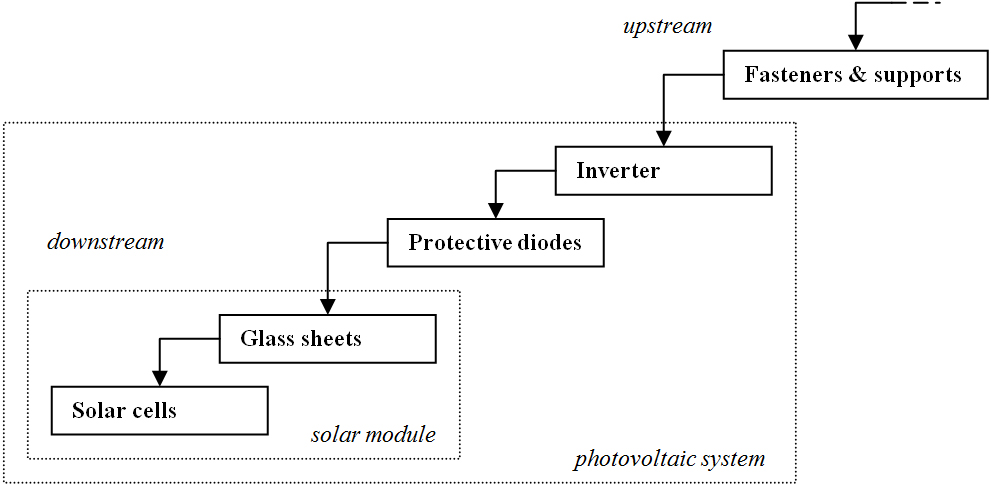 upstream
Fasteners & supports
Inverter
downstream
Protective diodes
Glass sheets
Solar cells
solar module
photovoltaic system